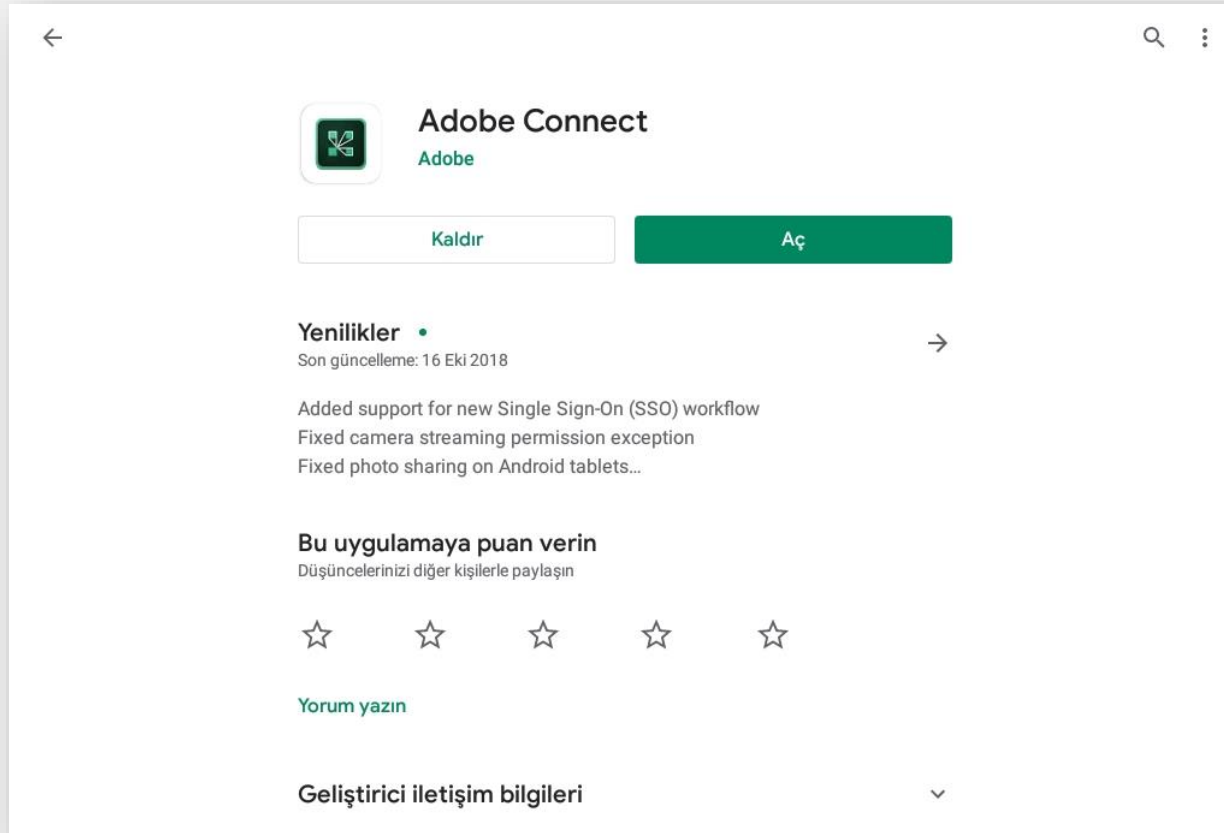 Adobe Connect
Adobe
Kaldır
Aç
Yenilikler
Son güncelleme: 16 Eki 2018
Added support for new Single Sign-On (SSO) workflow
Fixed camera streaming permission exception
Fixed photo sharing on Android tablets...
Bu uygulamaya puan verin
Düşüncelerinizi diğer kişilerle paylaşın
Yorum yazın
Geliştirici iletişim bilgileri